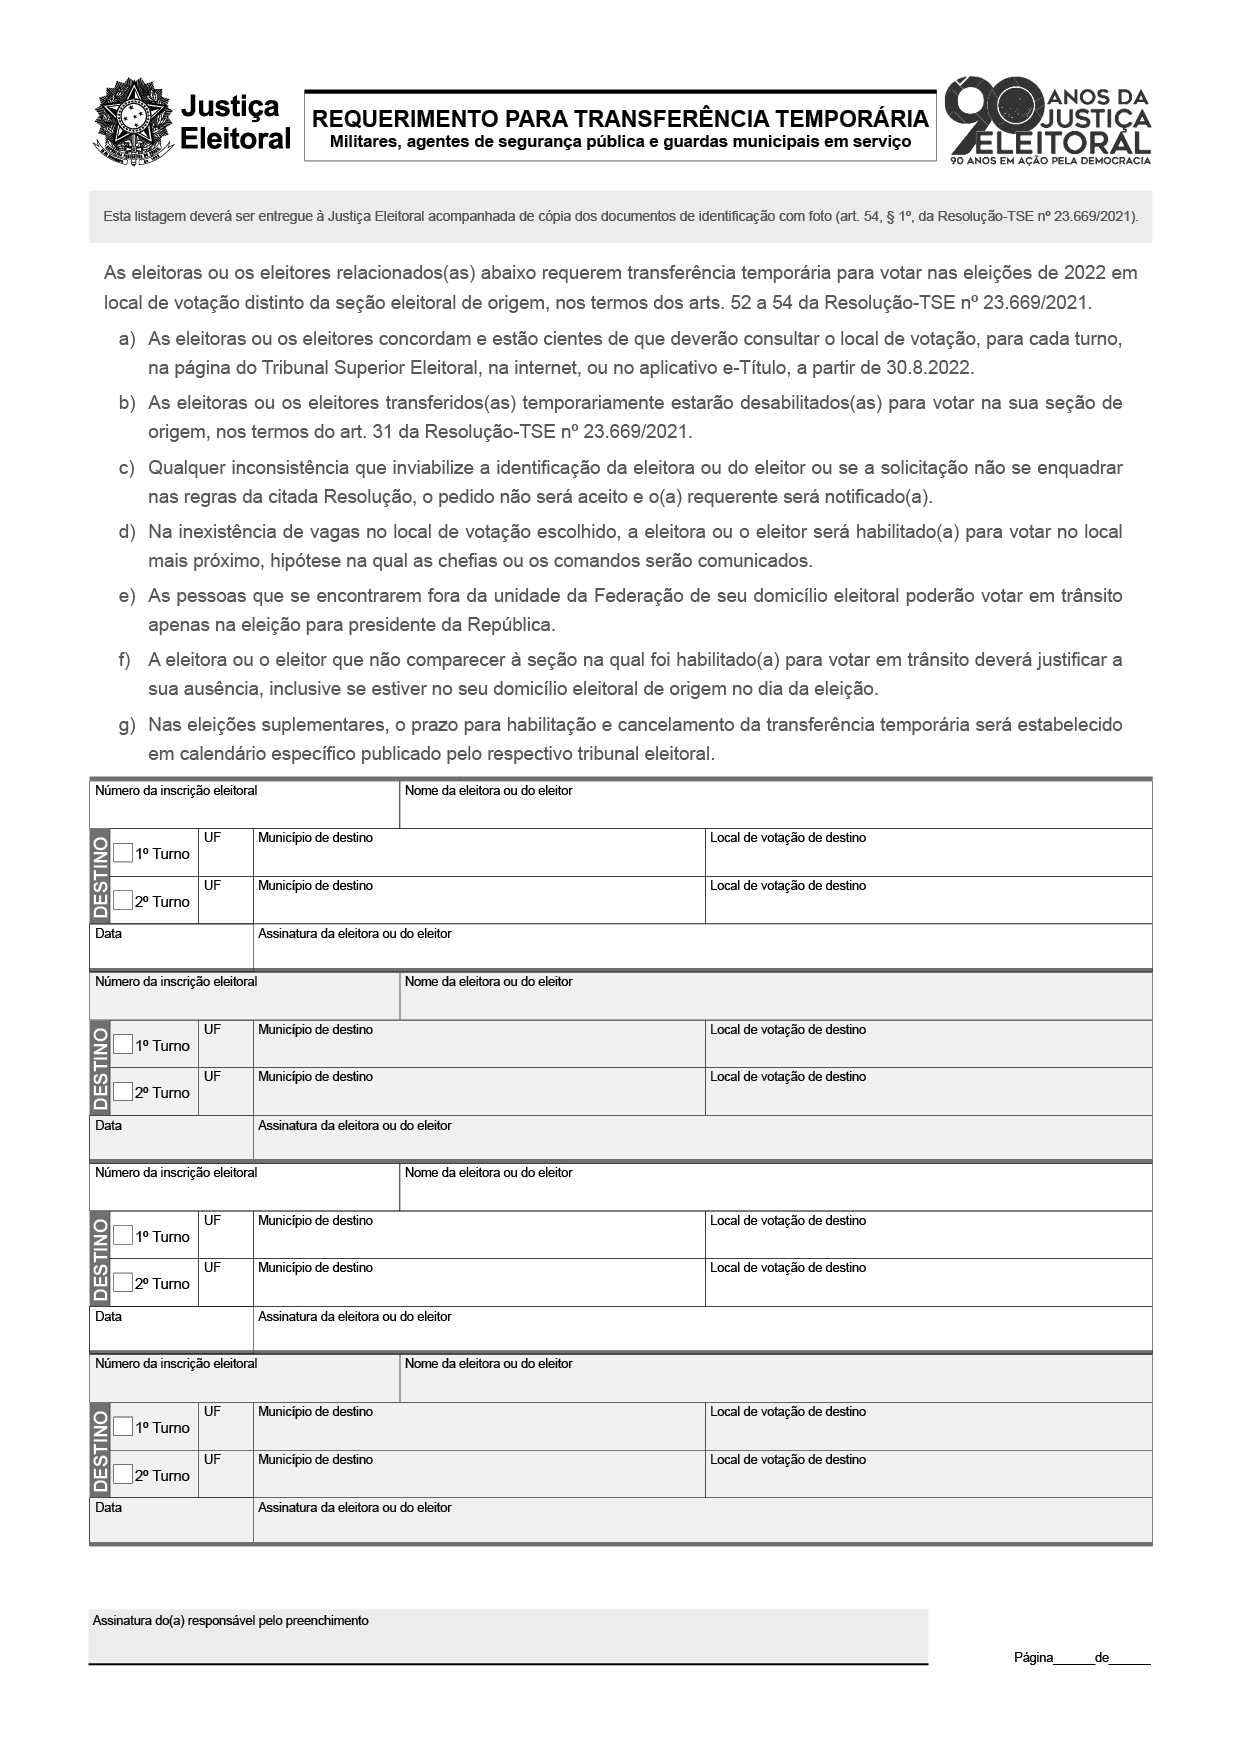 Justiça
Eleitoral
REQUERIMENTO PARA TRANSFERÊNCIA TEMPORÁRIA
Militares, agentes de segurança pública e guardas municipais em serviço
90 ANOS DA
JUSTIÇA
ELEITORAL
90 ANOS EM AÇÃO PELA DEMOCRACIA
Esta listagem deverá ser entregue à Justiça Eleitoral acompanhada de cópia dos documentos de identificação com foto (art. 54, § 1º, da Resolução-TSE nº 23.669/2021).
As eleitoras ou os eleitores relacionados(as) abaixo requerem transferência temporária para votar nas eleições de 2022 em
local de votação distinto da seção eleitoral de origem, nos termos dos arts. 52 a 54 da Resolução-TSE nº 23.669/2021.
a) As eleitoras ou os eleitores concordam e estão cientes de que deverão consultar o local de votação, para cada turno,
na página do Tribunal Superior Eleitoral, na internet, ou no aplicativo e-Título, a partir de 30.8.2022.
b) As eleitoras ou os eleitores transferidos(as) temporariamente estarão desabilitados(as) para votar na sua seção de
origem, nos termos do art. 31 da Resolução-TSE nº 23.669/2021.
c) Qualquer inconsistência que inviabilize a identificação da eleitora ou do eleitor ou se a solicitação não se enquadrar
nas regras da citada Resolução, o pedido não será aceito e o(a) requerente será notificado(a).
d) Na inexistência de vagas no local de votação escolhido, a eleitora ou o eleitor será habilitado(a) para votar no local
mais próximo, hipótese na qual as chefias ou os comandos serão comunicados.
e) As pessoas que se encontrarem fora da unidade da Federação de seu domicílio eleitoral poderão votar em trânsito
apenas na eleição para presidente da República.
f) A eleitora ou o eleitor que não comparecer à seção na qual foi habilitado(a) para votar em trânsito deverá justificar a
sua ausência, inclusive se estiver no seu domicílio eleitoral de origem no dia da eleição.
g) Nas eleições suplementares, o prazo para habilitação e cancelamento da transferência temporária será estabelecido
em calendário específico publicado pelo respectivo tribunal eleitoral.
Número da inscrição eleitoral Nome da eleitora ou do eleitor
DESTINO
1º Turno UF Município de destino Local de votação de destino
2º Turno UF Município de destino Local de votação de destino
Data Assinatura da eleitora ou do eleitor
Número da inscrição eleitoral Nome da eleitora ou do eleitor
DESTINO
1º Turno UF Município de destino Local de votação de destino
2º Turno UF Município de destino Local de votação de destino
Data Assinatura da eleitora ou do eleitor
Número da inscrição eleitoral Nome da eleitora ou do eleitor
DESTINO
1º Turno UF Município de destino Local de votação de destino
2º Turno UF Município de destino Local de votação de destino
Data Assinatura da eleitora ou do eleitor
Número da inscrição eleitoral Nome da eleitora ou do eleitor
DESTINO
1º Turno UF Município de destino Local de votação de destino
2º Turno UF Município de destino Local de votação de destino
Data Assinatura da eleitora ou do eleitor
Assinatura do(a) responsável pelo preenchimento
Página______de______